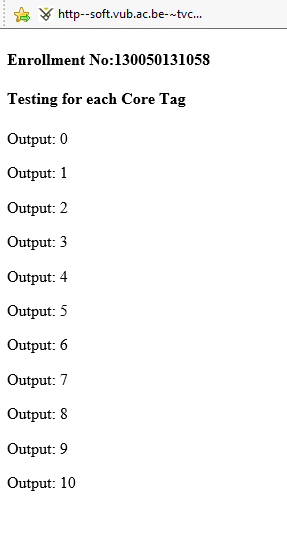 http--soft.vub.ac.be-~tvc...
Enrollment No:130050131058
Testing for each Core Tag
Output: 0
Output: 1
Output: 2
Output: 3
Output: 4
Output: 5
Output: 6
Output: 7
Output: 8
Output: 9
Output: 10